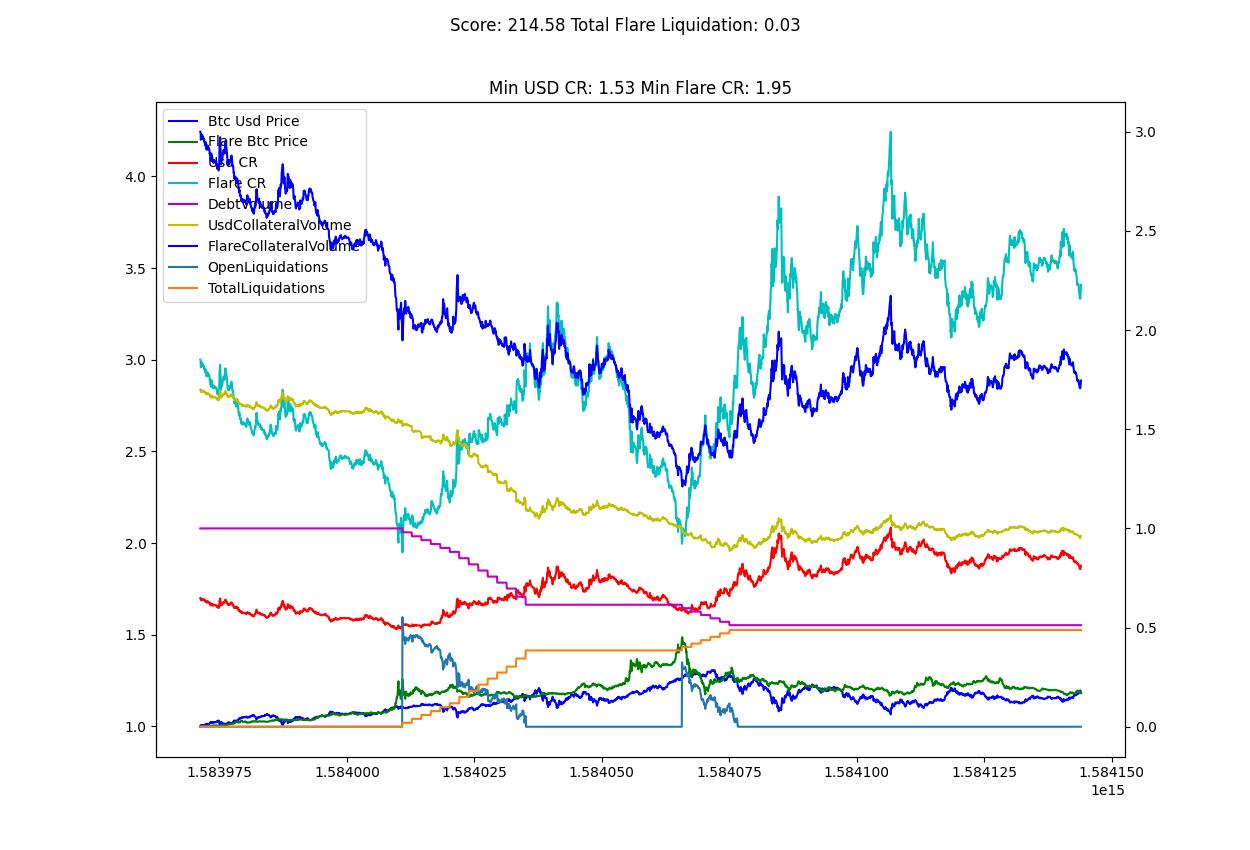 Score: 214.58 Total Flare Liquidation: 0.03
Min USD CR: 1.53 Min Flare CR: 1.95
Btc Usd Price
Flare Btc Price
Usd CR
Flare CR
DebtVolume
UsdCollateralVolume
FlareCollateralVolume
OpenLiquidations
TotalLiquidations
4.0
3.5
3.0
2.5
2.0
1.5
1.0
3.0
2.5
2.0
1.5
1.0
0.5
0.0
1.583975 1.584000 1.584025 1.584050 1.584075 1.584100 1.584125 1.584150
1e15